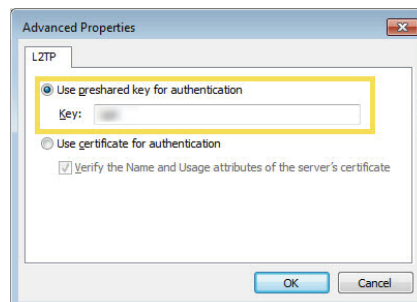 Advanced Properties
L2TP
Use preshared key for authentication
Key:
Use certificate for authentication
Verify the Name and Usage attributes of the server's certificate
OK
Cancel